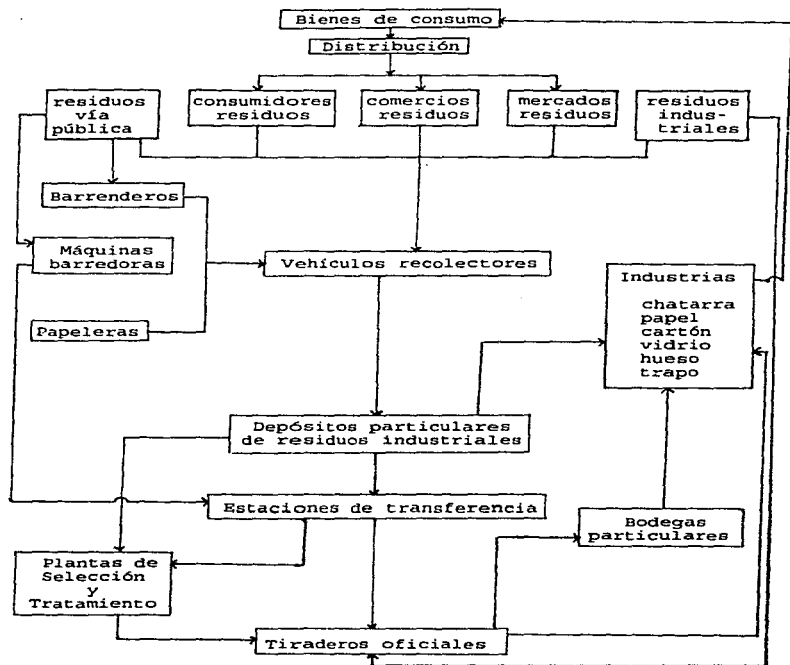 Bienes de consumo
Distribución
residuos
vía
pública
consumidores
residuos
comercios
residuos
mercados
residuos
residuos
indus-
triales
Barrenderos
Máquinas
barredoras
Vehículos recolectores
Papeleras
Industrias
chatarra
papel
cartón
vidrio
hueso
trapo
Depósitos particulares
de residuos industriales
Estaciones de transferencia
Bodegas
particulares
Plantas de
Selección
y
Tratamiento
Tiraderos oficiales